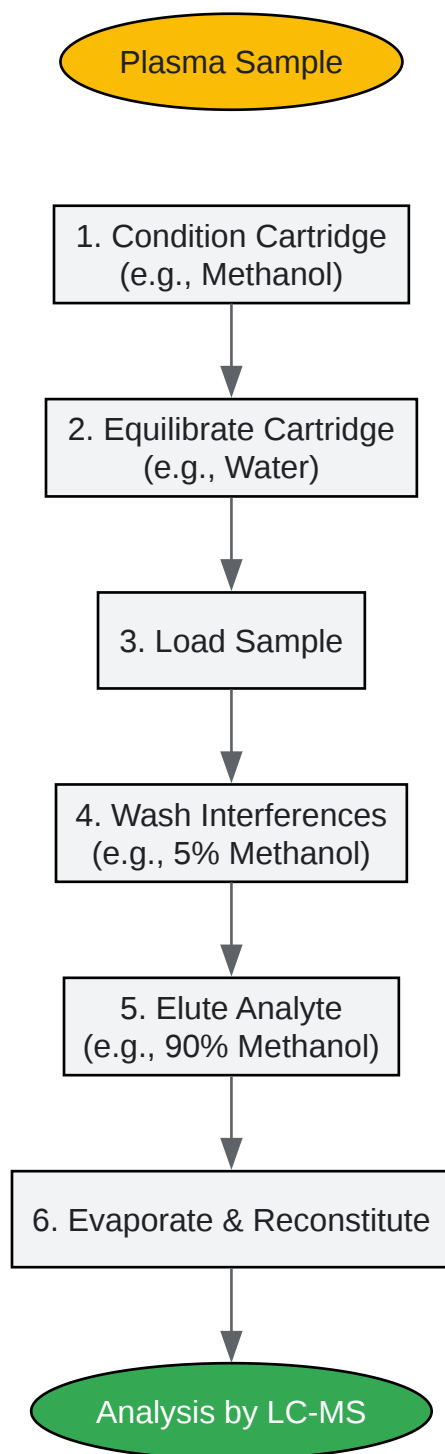 Plasma Sample
1. Condition Cartridge
(e.g., Methanol)
2. Equilibrate Cartridge
(e.g., Water)
3. Load Sample
4. Wash Interferences
(e.g., 5% Methanol)
5. Elute Analyte
(e.g., 90% Methanol)
6. Evaporate & Reconstitute
Analysis by LC-MS